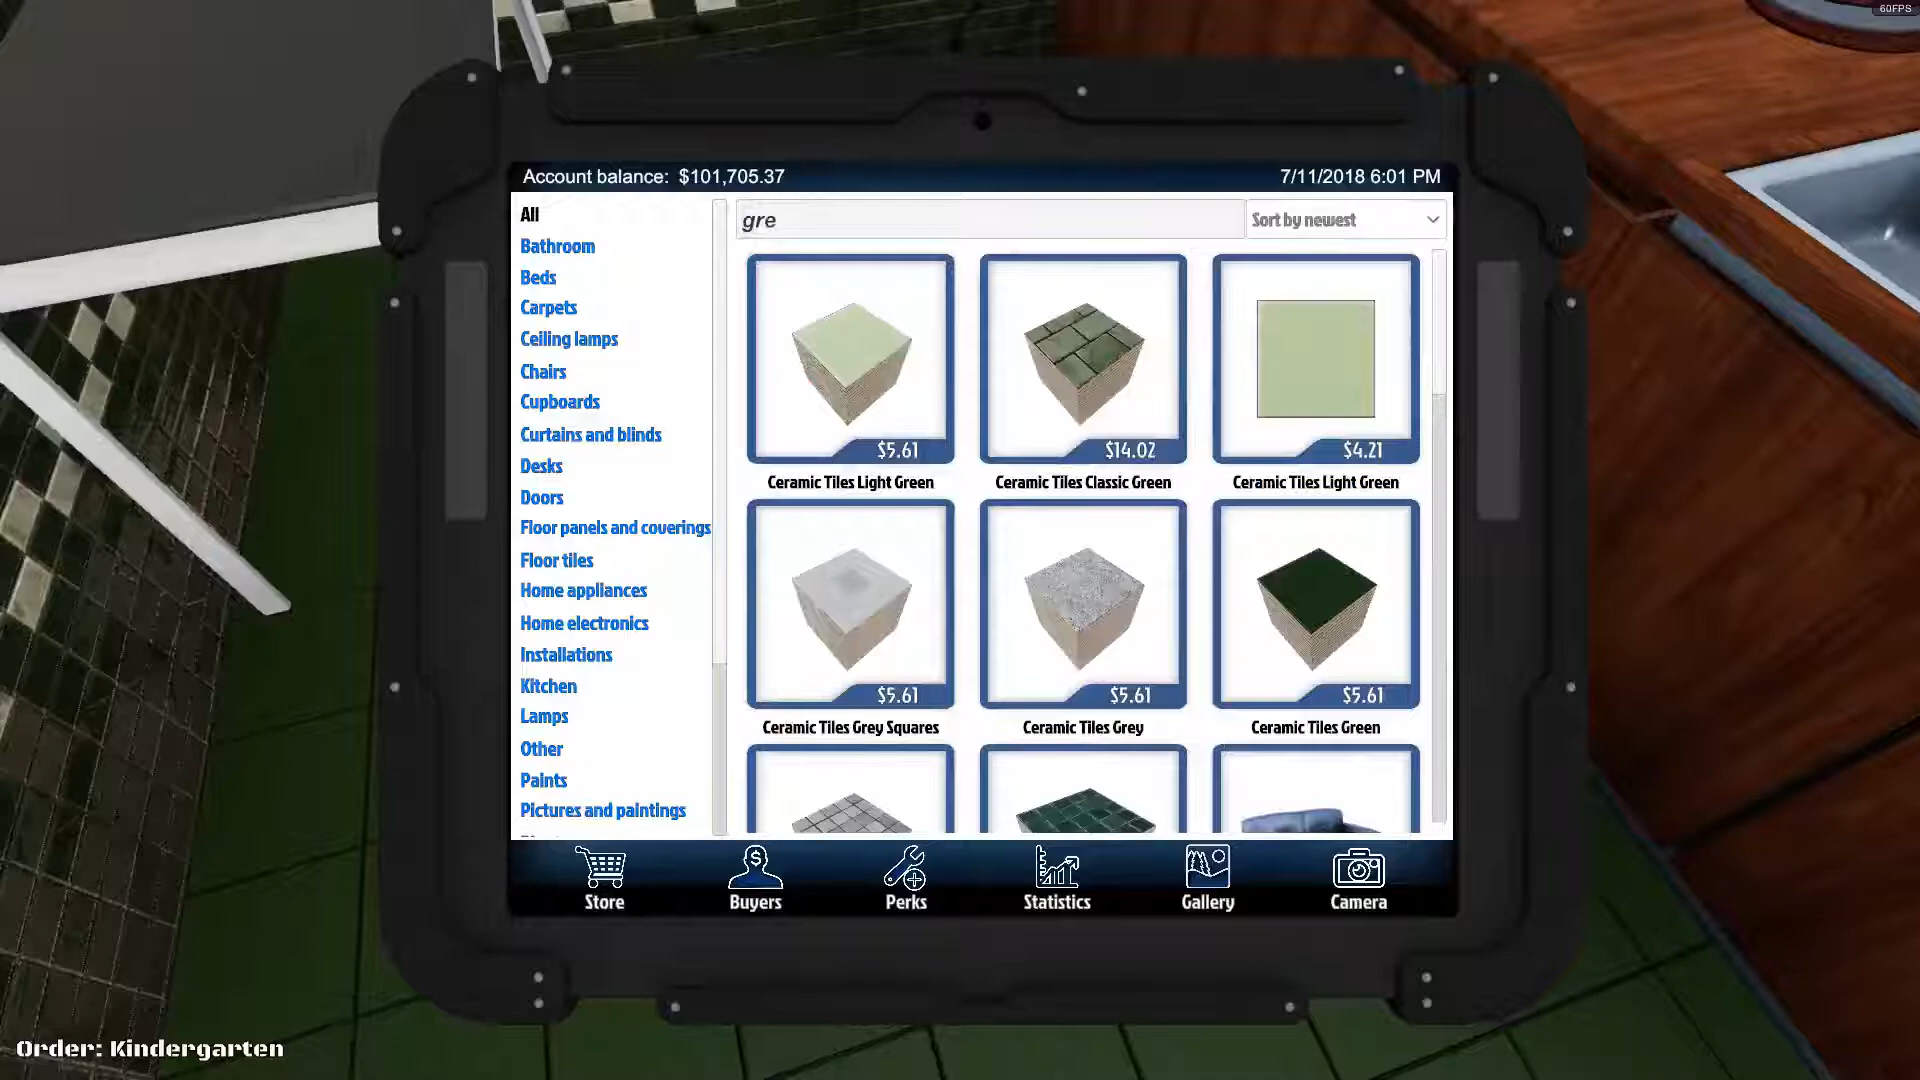 60FPS
Account balance: $101,705.37
7/11/2018 6:01 PM
All
Bathroom
Beds
Carpets
Ceiling lamps
Chairs
Cupboards
Curtains and blinds
Desks
Doors
Floor panels and coverings
Floor tiles
Home appliances
Home electronics
Installations
Kitchen
Lamps
Other
Paints
Pictures and paintings
gre
Sort by newest
$5.61
$14.02
$4.21
Ceramic Tiles Light Green
Ceramic Tiles Classic Green
Ceramic Tiles Light Green
$5.61
$5.61
$5.61
Ceramic Tiles Grey Squares
Ceramic Tiles Grey
Ceramic Tiles Green
Store
Buyers
Perks
Statistics
Gallery
Camera
Order: Kindergarten